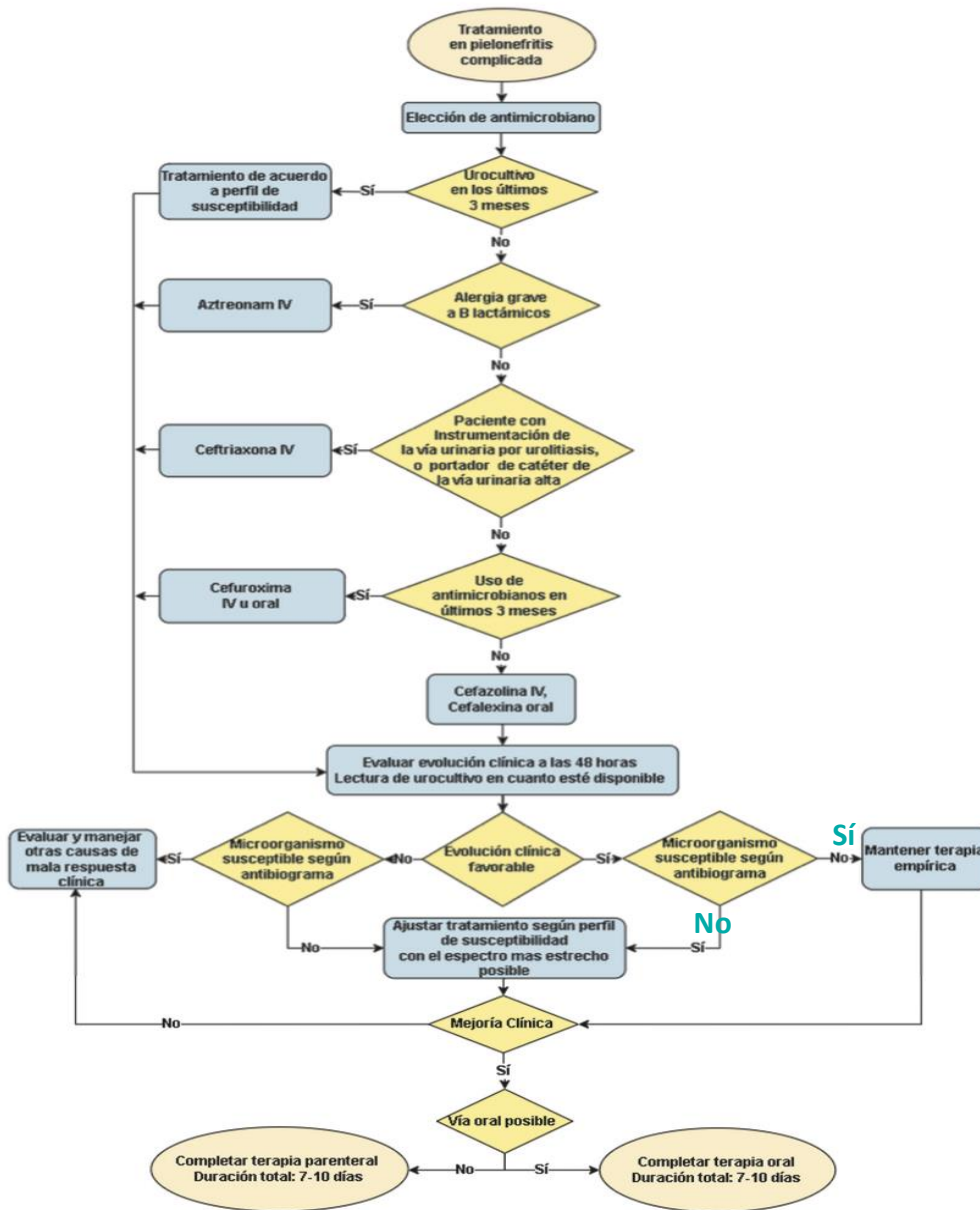 Tratamiento
en pielonefritis
complicada
Elección de antimicrobiano
Tratamiento de acuerdo
a perfil de
susceptibilidad
Sí
Urocultivo
en los últimos
3 meses
No
Aztreonam IV
Sí
Alergia grave
a B lactámicos
No
Ceftriaxona IV
Sí
Paciente con
Instrumentación de
la vía urinaria por urolitiasis,
o portador de catéter de
la vía urinaria alta
No
Cefuroxima
IV u oral
Sí
Uso de
antimicrobianos en
últimos 3 meses
No
Cefazolina IV,
Cefalexina oral
Evaluar evolución clínica a las 48 horas
Lectura de urocultivo en cuanto esté disponible
Evaluar y manejar
otras causas de
mala respuesta
clínica
Sí
Microorganismo
susceptible según
antibiograma
No
Evolución clínica
favorable
Sí
Microorganismo
susceptible según
antibiograma
Sí
No
Mantener terapia
empírica
No
Ajustar tratamiento según perfil
de susceptibilidad
con el espectro mas estrecho
posible
No
Sí
No
Mejoría Clínica
Sí
Vía oral posible
Completar terapia parenteral
Duración total: 7-10 días
No
Sí
Completar terapia oral
Duración total: 7-10 días